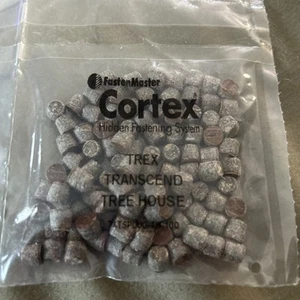 FastenMaster
Cortex®
Hidden Fastening System
TREX
TRANSCEND
TREE HOUSE